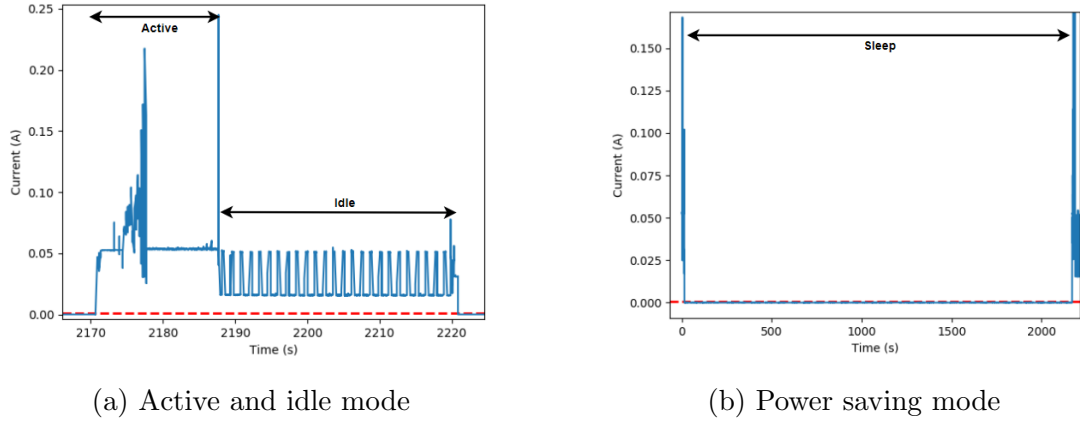 0.25
Active
0.20
0.15
Current (A)
0.10
Idle
0.05
0.00
2170 2180 2190 2200 2210 2220
Time (s)
(a) Active and idle mode
0.150
Sleep
0.125
0.100
Current (A)
0.075
0.050
0.025
0.000
0 500 1000 1500 2000
Time (s)
(b) Power saving mode